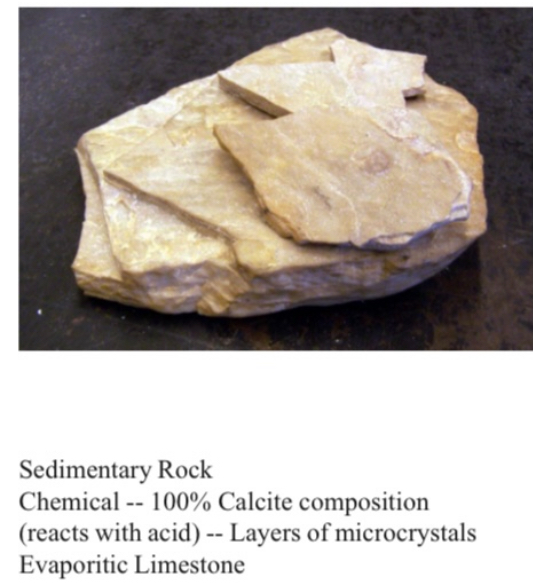 Sedimentary Rock
Chemical -- 100% Calcite composition
(reacts with acid) -- Layers of microcrystals
Evaporitic Limestone